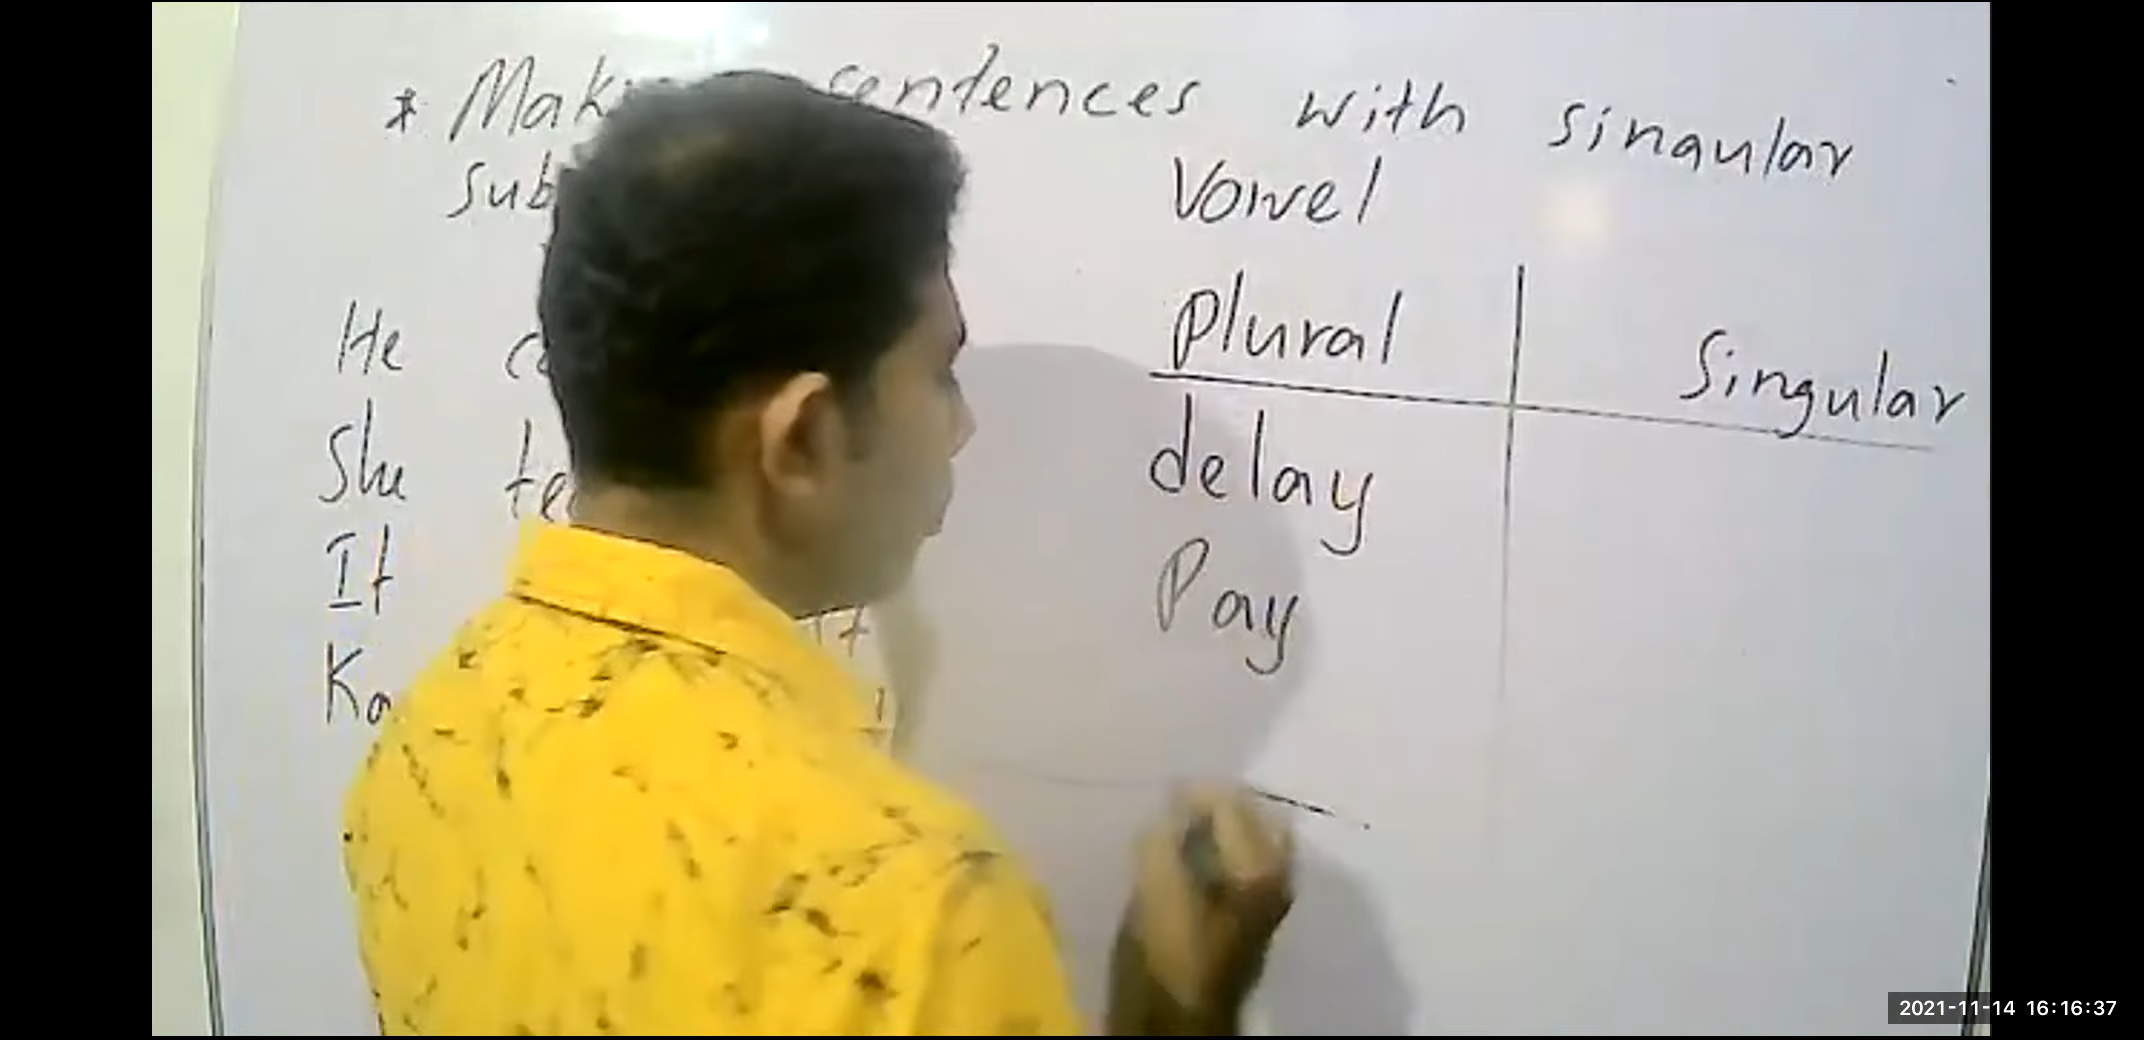 * Mak sentences with singular
Sub
Vowel
Plural Singular
He
She te
delay
It
Pay
It
Ka
2021-11-14 16:16:37